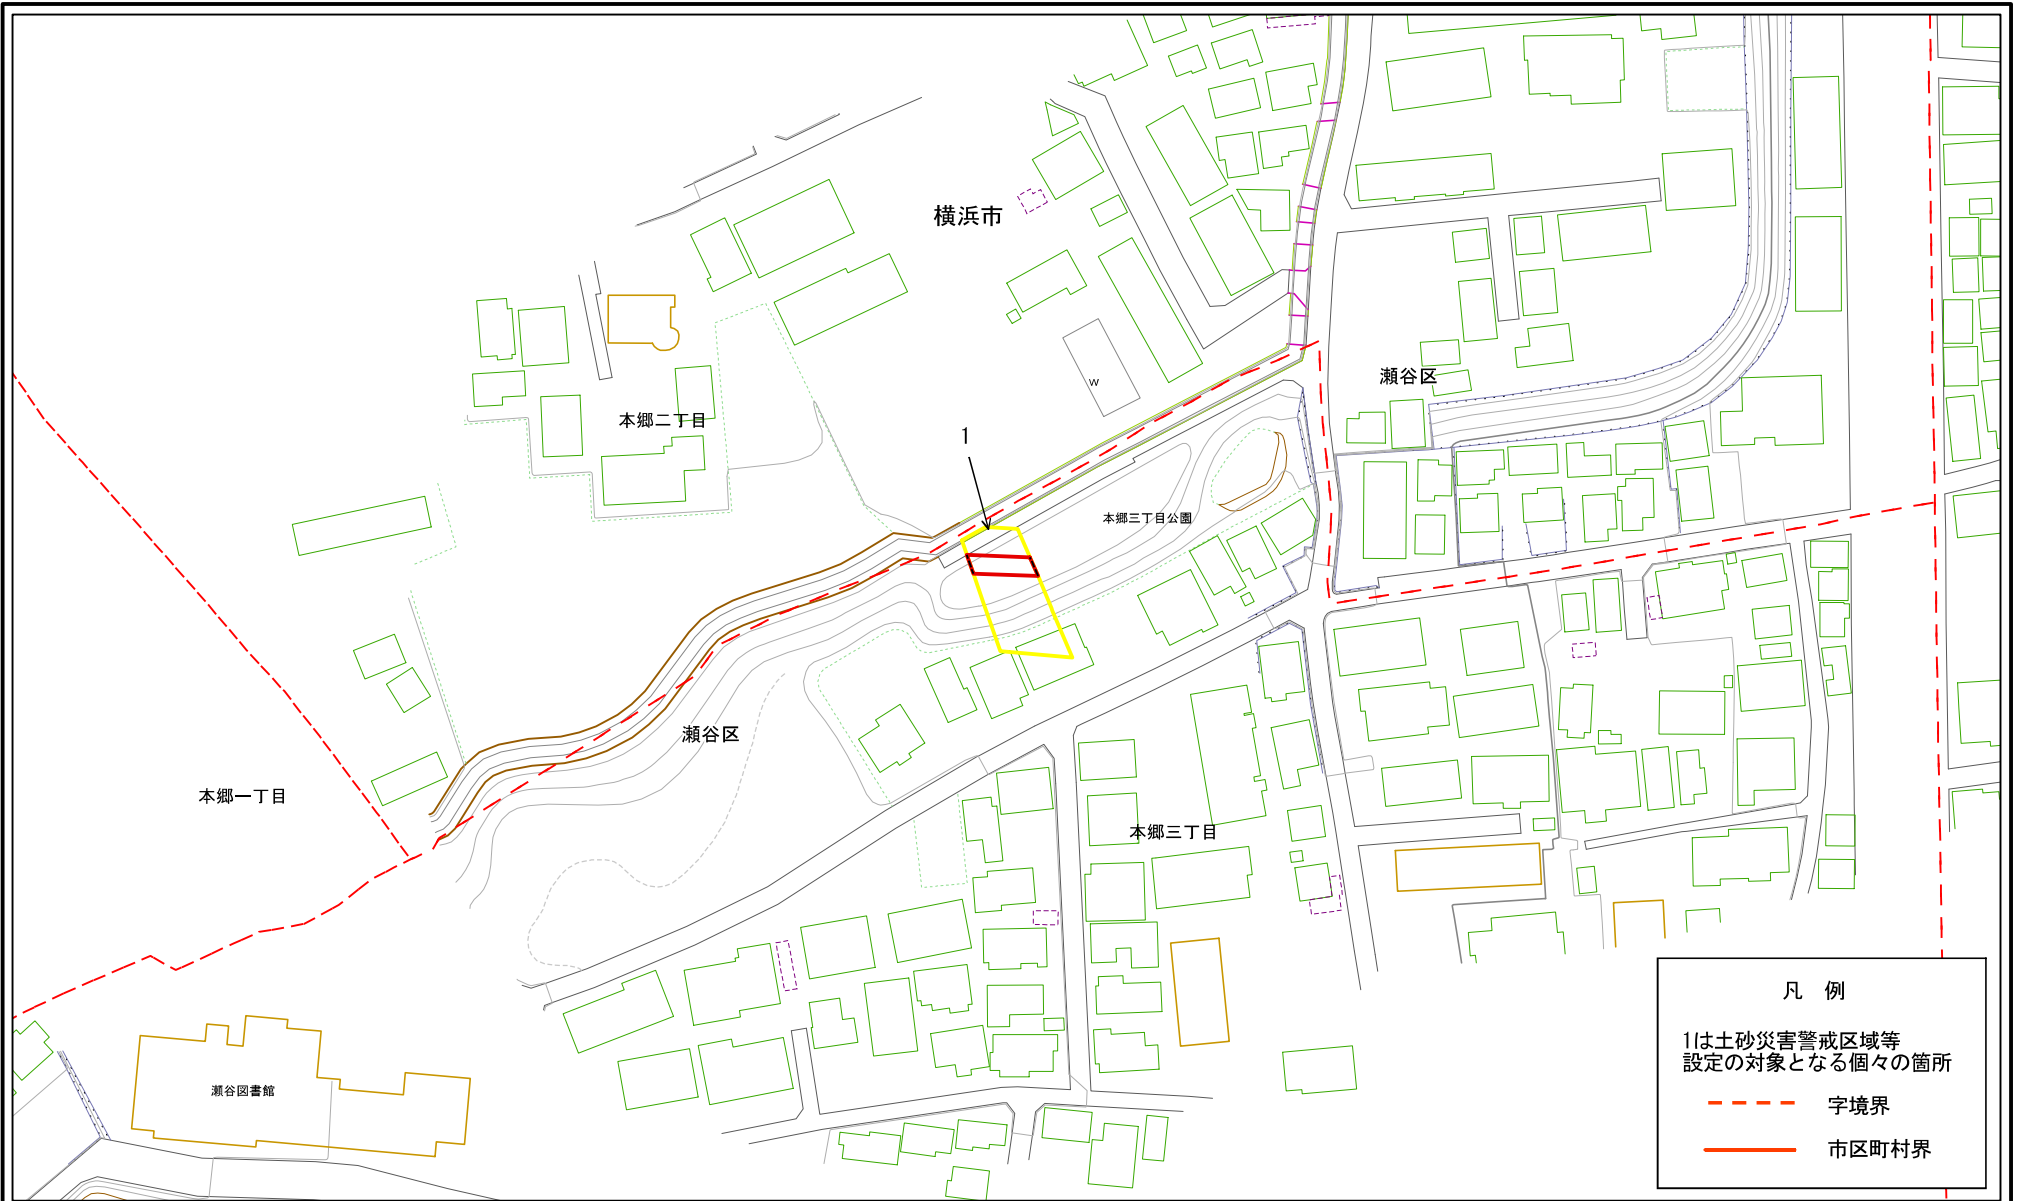 横浜市
瀬谷区
本郷二丁目
W
1
本郷三丁目公園
瀬谷区
本郷一丁目
本郷三丁目
瀬谷図書館
凡 例
1は土砂災害警戒区域等
設定の対象となる個々の箇所
字境界
市区町村界